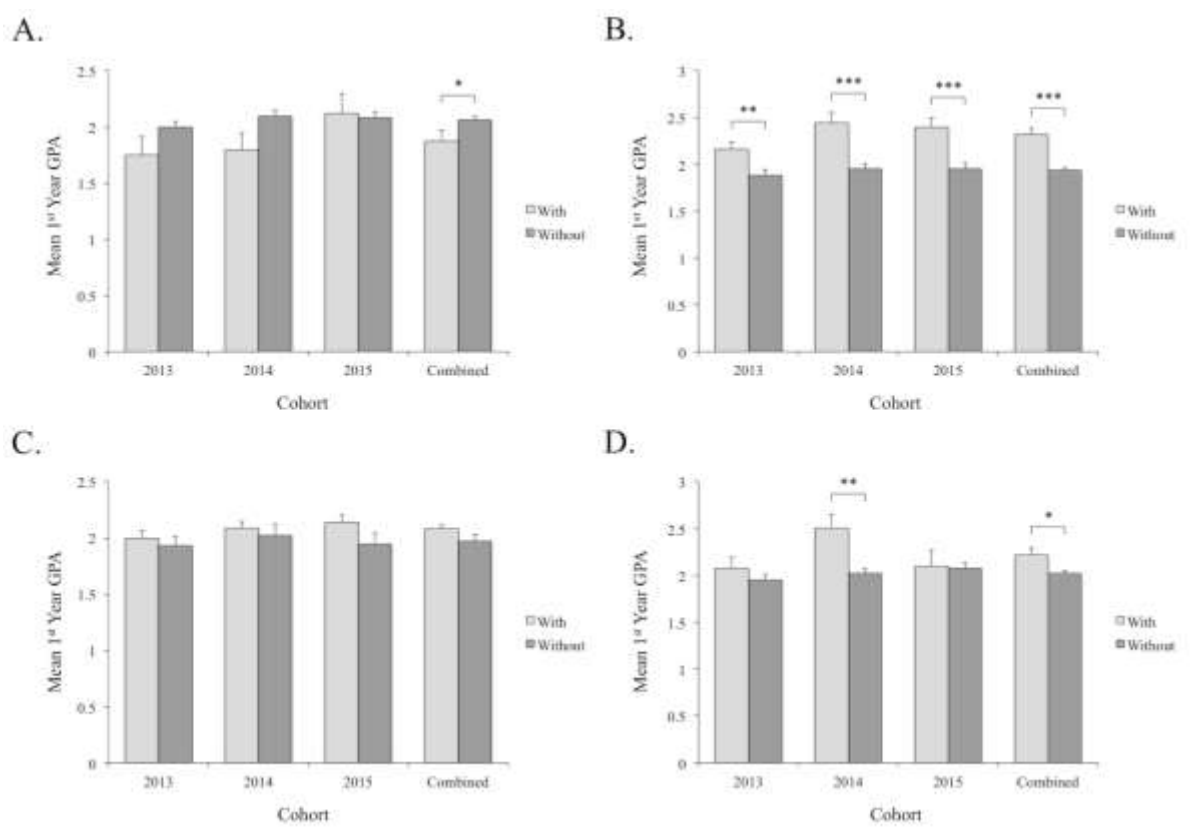 A.
2.5
2
1.5
1
0.5
0
Mean 1st Year GPA
*
2013 2014 2015 Combined
Cohort
With
Without
B.
3
2.5
2
1.5
1
0.5
0
Mean 1st Year GPA
** *** *** ***
2013 2014 2015 Combined
Cohort
With
Without
C.
2.5
2
1.5
1
0.5
0
Mean 1st Year GPA
2013 2014 2015 Combined
Cohort
With
Without
D.
3
2.5
2
1.5
1
0.5
0
Mean 1st Year GPA
** *
2013 2014 2015 Combined
Cohort
With
Without